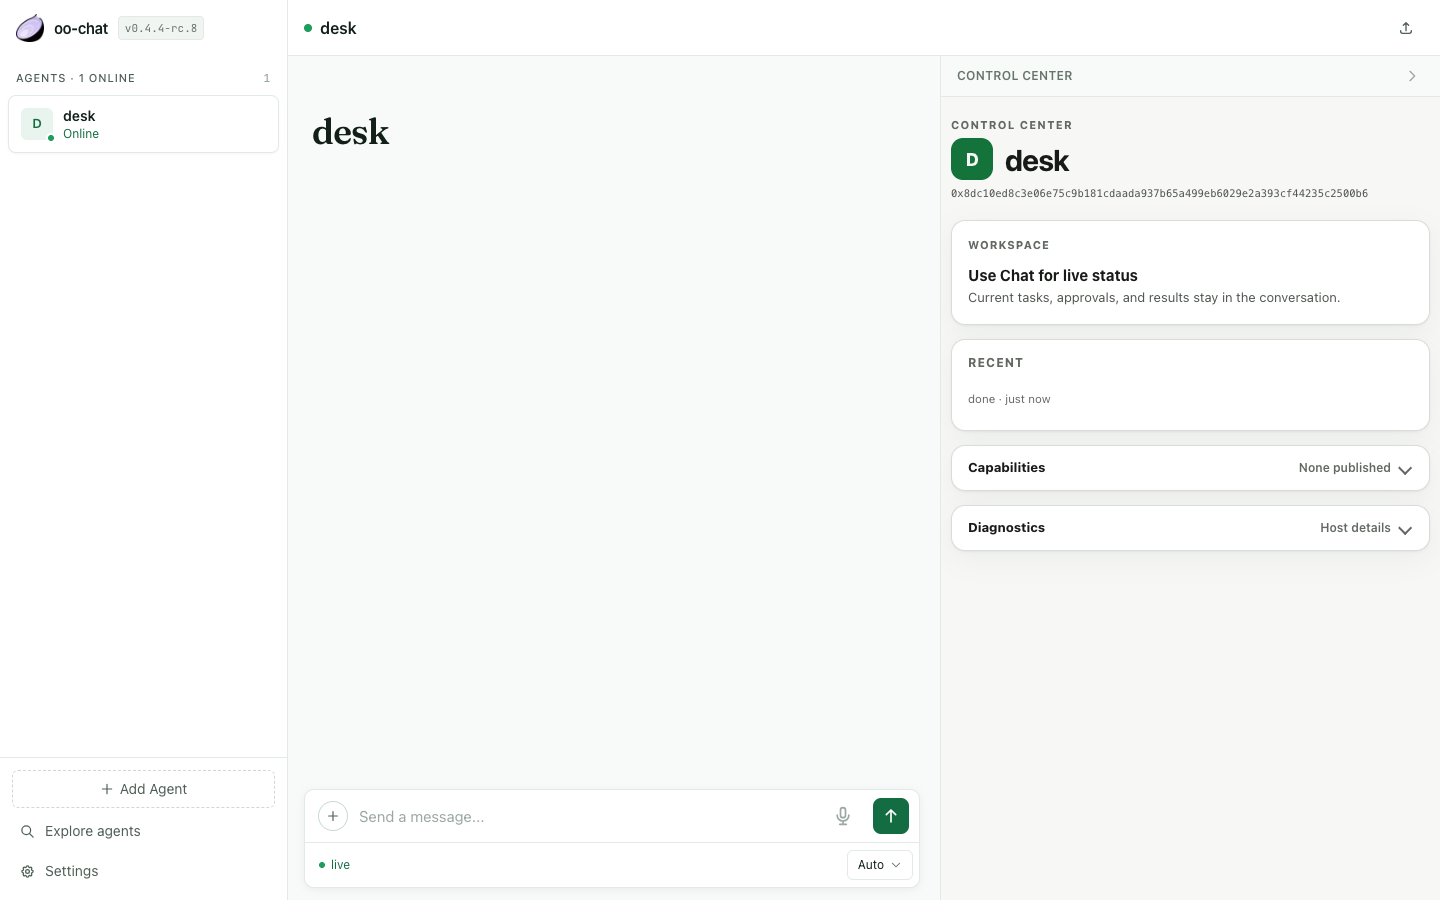 oo-chat
v0.4.4-rc.8
AGENTS · 1 ONLINE
1
D
desk
Online
Add Agent
Explore agents
Settings
desk
desk
Send a message...
live
Auto
CONTROL CENTER
CONTROL CENTER
D
desk
0x8dc10ed8c3e06e75c9b181cdaada937b65a499eb6029e2a393cf44235c2500b6
WORKSPACE
Use Chat for live status
Current tasks, approvals, and results stay in the conversation.
RECENT
done · just now
Capabilities
None published
Diagnostics
Host details